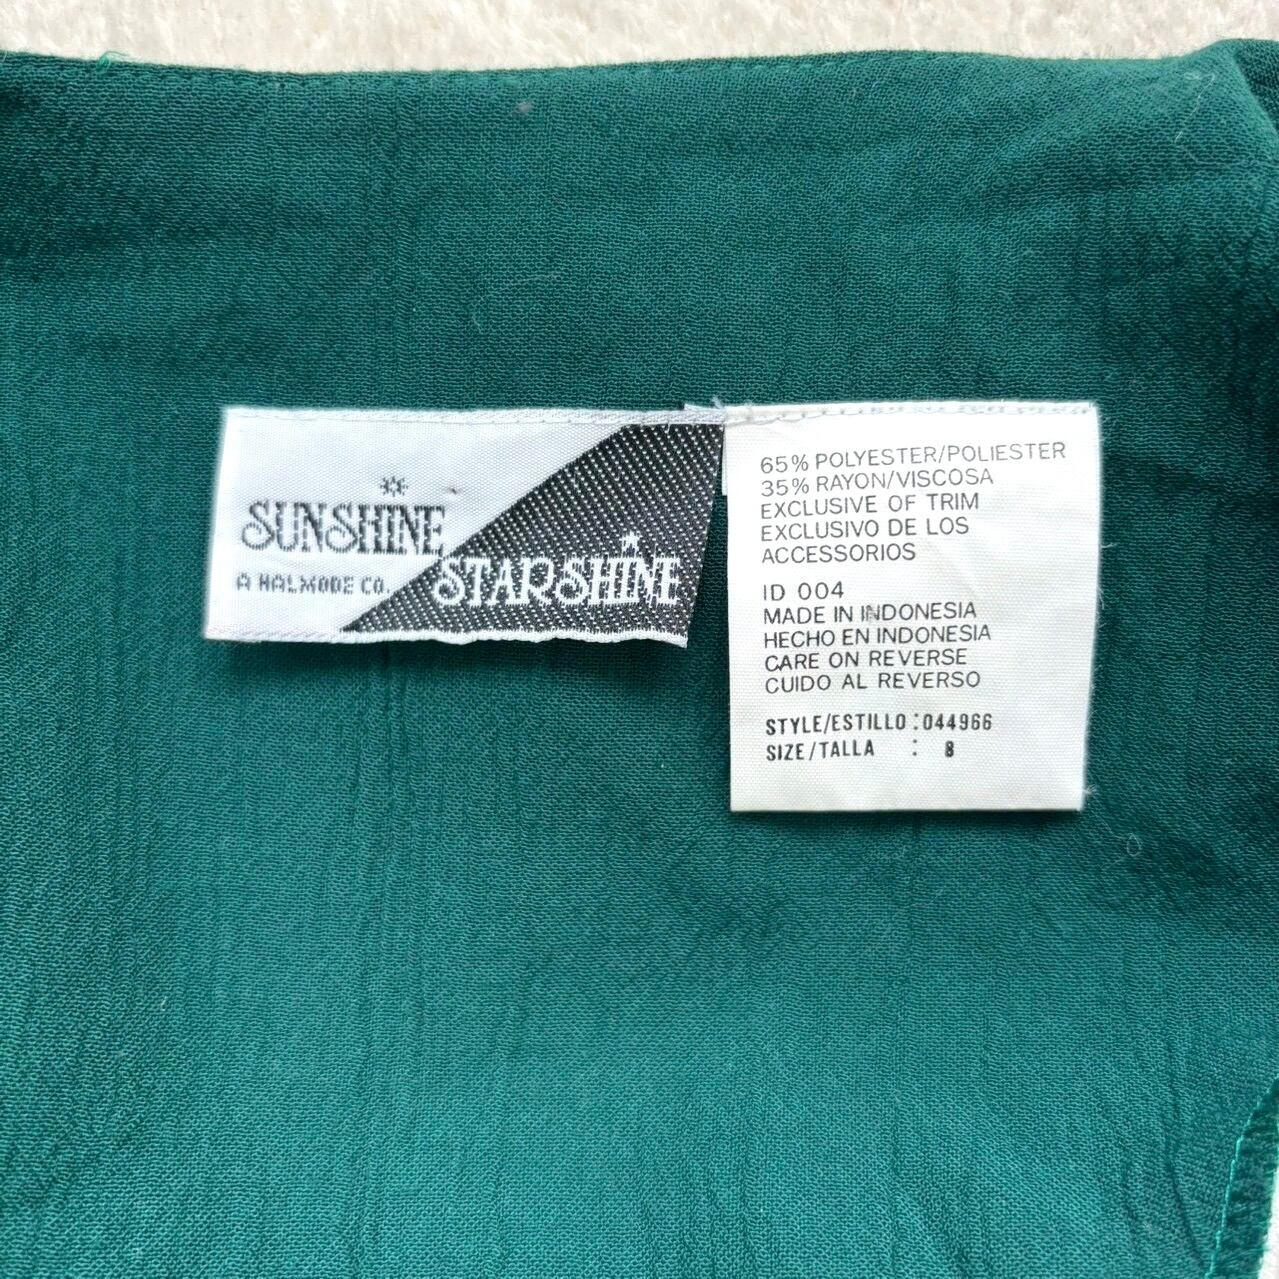 SUNSHINE
STARSHINE
A HALMODE CO.
65% POLYESTER/POLIESTER
35% RAYON/VISCOSA
EXCLUSIVE OF TRIM
EXCLUSIVO DE LOS
ACCESSORIOS
ID 004
MADE IN INDONESIA
HECHO EN INDONESIA
CARE ON REVERSE
CUIDO AL REVERSO
STYLE/ESTILLO:044966
SIZE/TALLA : 8